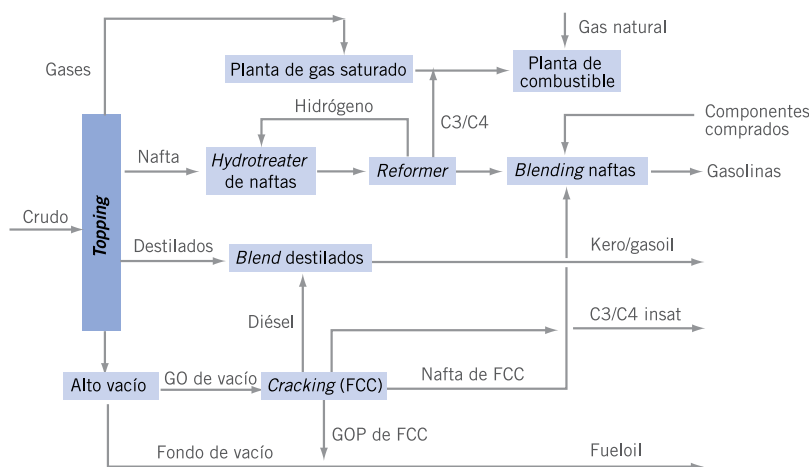 Gas natural
Gases
Planta de gas saturado
Planta de
combustible
Hidrógeno
C3/C4
Componentes
comprados
Nafta
Hydrotreater
de naftas
Reformer
Blending naftas
Gasolinas
Crudo
Topping
Destilados
Blend destilados
Kero/gasoil
Diésel
C3/C4 insat
Alto vacío
GO de vacío
Cracking (FCC)
Nafta de FCC
GOP de FCC
Fondo de vacío
Fueloil